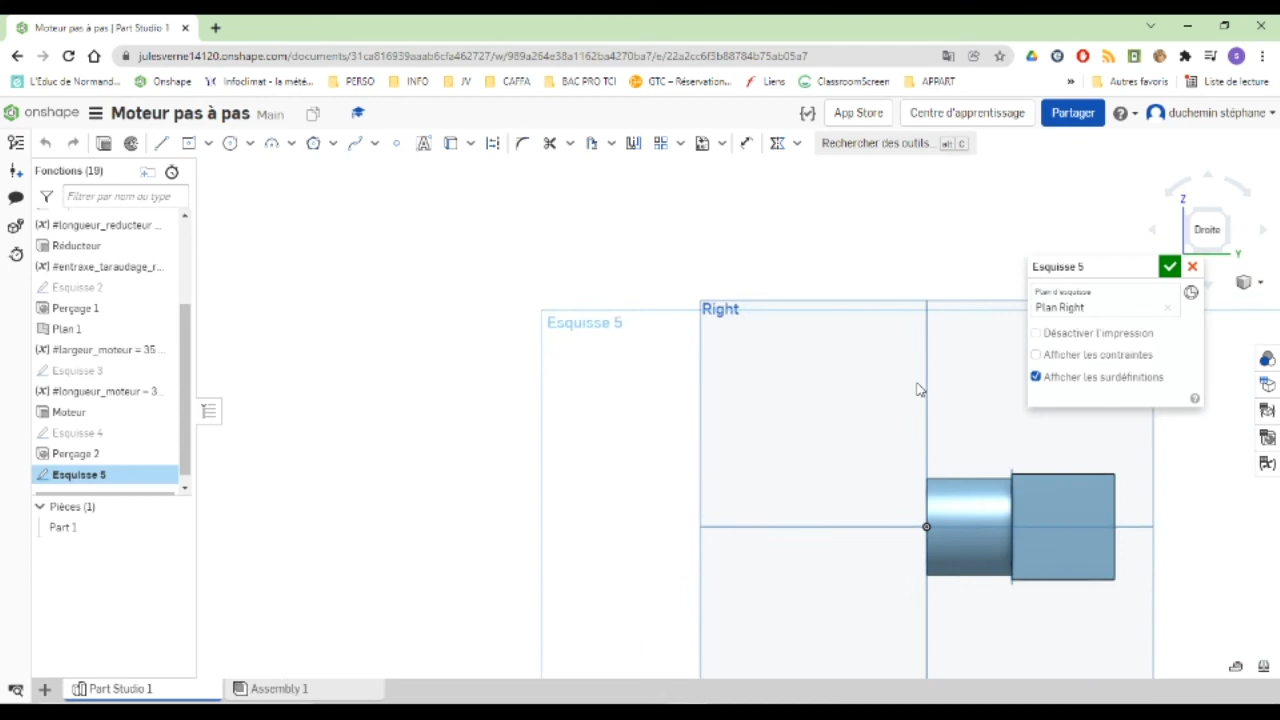 Moteur pas à pas | Part Studio 1
julesverne14120.onshape.com/documents/31ca816939aaab6cfa462727/w/989a264e38a1162ba4270ba7/e/22a2cc6f3b88784b75ab05a7
L'Éduc de Normand... Onshape Infoclimat - la mété... PERSO INFO JV CAFFA BAC PRO TCI GTC – Réservation... Liens ClassroomScreen APPART » Autres favoris Liste de lecture
onshape Moteur pas à pas Main App Store Centre d'apprentissage Partager duchemin stéphane
Rechercher des outils... alt C
Fonctions (19)
Filtrer par nom ou type
(x) #longueur_reducteur ...
Réducteur
(x) #entraxe_taraudage_r...
Esquisse 2
Perçage 1
Plan 1
(x) #largeur_moteur = 35 ...
Esquisse 3
(x) #longueur_moteur = 3...
Moteur
Esquisse 4
Perçage 2
Esquisse 5
Pièces (1)
Part 1
Esquisse 5
Right
Z
Droite
Y
Esquisse 5
Plan d'esquisse
Plan Right
Désactiver l'impression
Afficher les contraintes
Afficher les surdéfinitions
Part Studio 1
Assembly 1